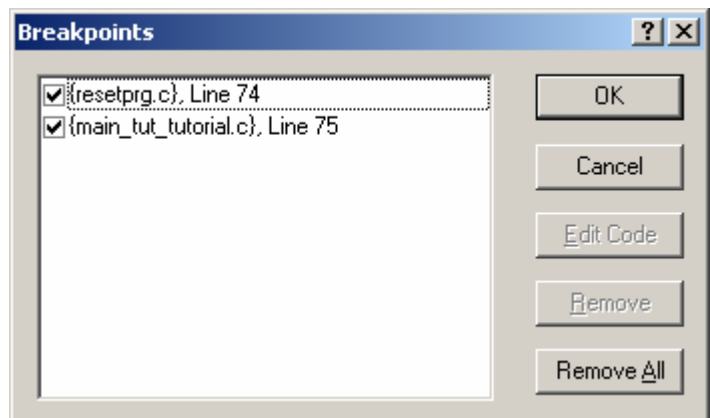 Breakpoints
{resetprg.c}, Line 74
{main_tut_tutorial.c}, Line 75
OK
Cancel
Edit Code
Remove
Remove All